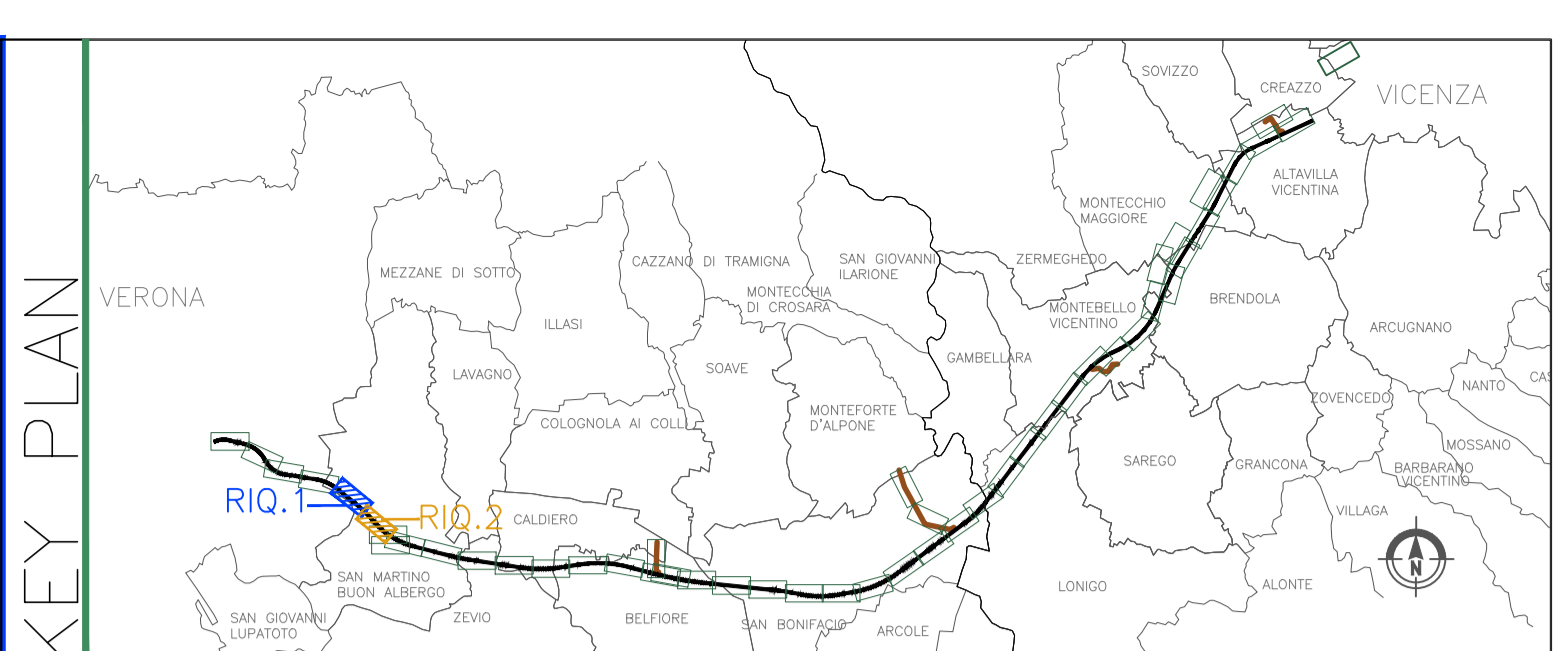 KEY PLAN
SOVIZZO
CREAZZO
VICENZA
ALTAVILLA
VICENTINA
MONTECCHIO
MAGGIORE
MEZZANE DI SOTTO
CAZZANO DI TRAMIGNA
SAN GIOVANNI
ILARIONE
ZERMEGHEDO
VERONA
MONTECCHIA
DI CROSARA
BRENDOLA
MONTEBELLO
VICENTINO
ILLASI
ARCUGNANO
GAMBELLARA
LAVAGNO
SOAVE
CAS
NANTO
ZOVENCEDO
COLOGNOLA AI COLL
MONTEFORTE
D'ALPONE
MOSSANO
SAREGO
GRANCONA
BARBARANO
VICENTINO
RIQ.1
RIQ.2
CALDIERO
VILLAGA
N
SAN MARTINO
BUON ALBERGO
LONIGO
ALONTE
SAN GIOVANNI
LUPATOTO
ZEVIO
BELFIORE
SAN BONIFACIO
ARCOLE